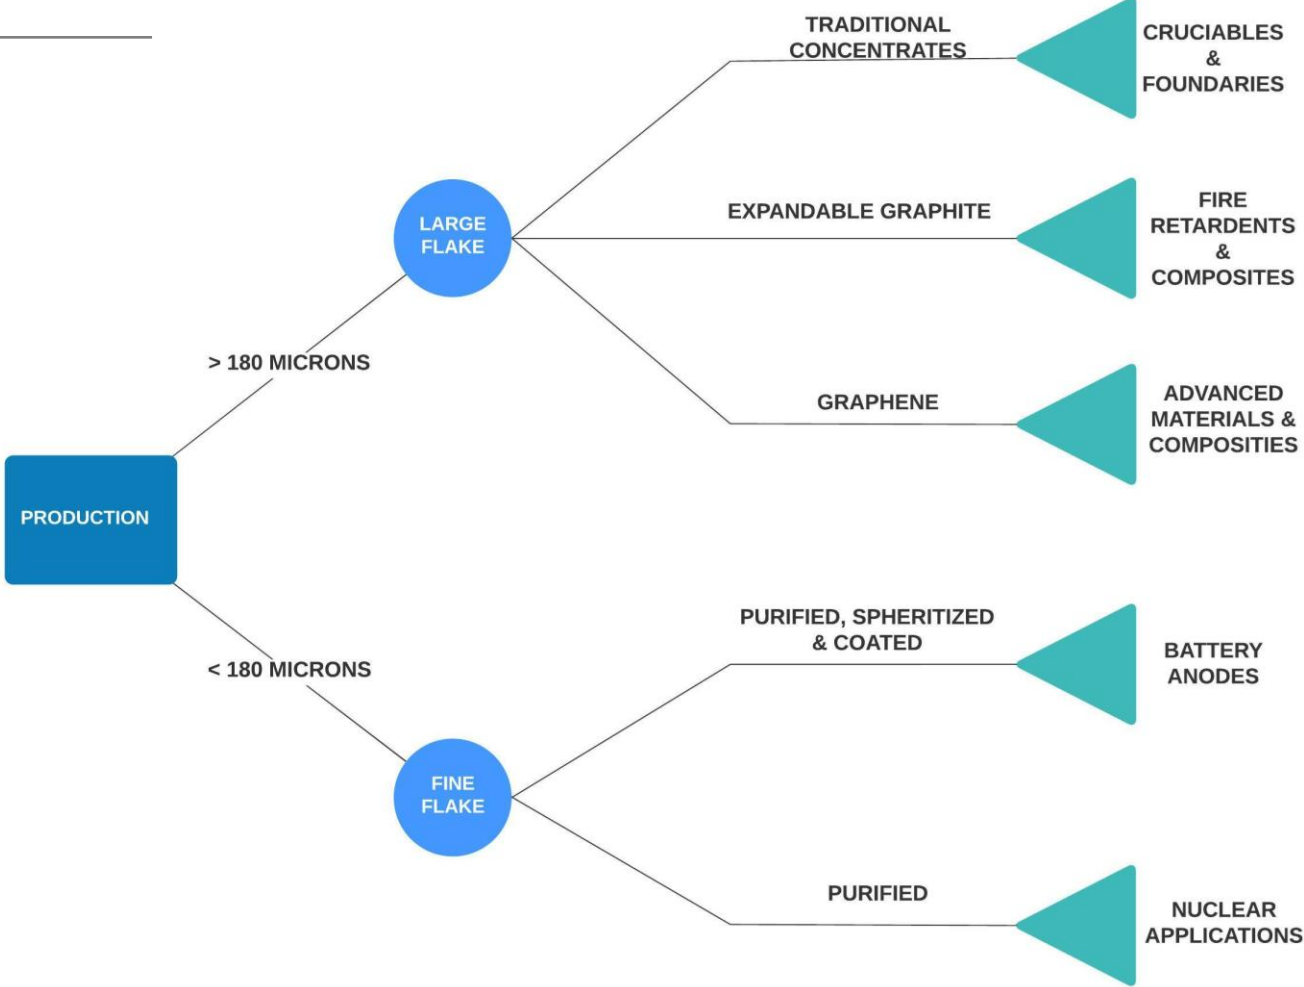 TRADITIONAL
CONCENTRATES
CRUCIABLES
&
FOUNDARIES
LARGE
FLAKE
EXPANDABLE GRAPHITE
FIRE
RETARDENTS
&
COMPOSITES
> 180 MICRONS
GRAPHENE
ADVANCED
MATERIALS &
COMPOSITIES
PRODUCTION
< 180 MICRONS
PURIFIED, SPHERITIZED
& COATED
BATTERY
ANODES
FINE
FLAKE
PURIFIED
NUCLEAR
APPLICATIONS